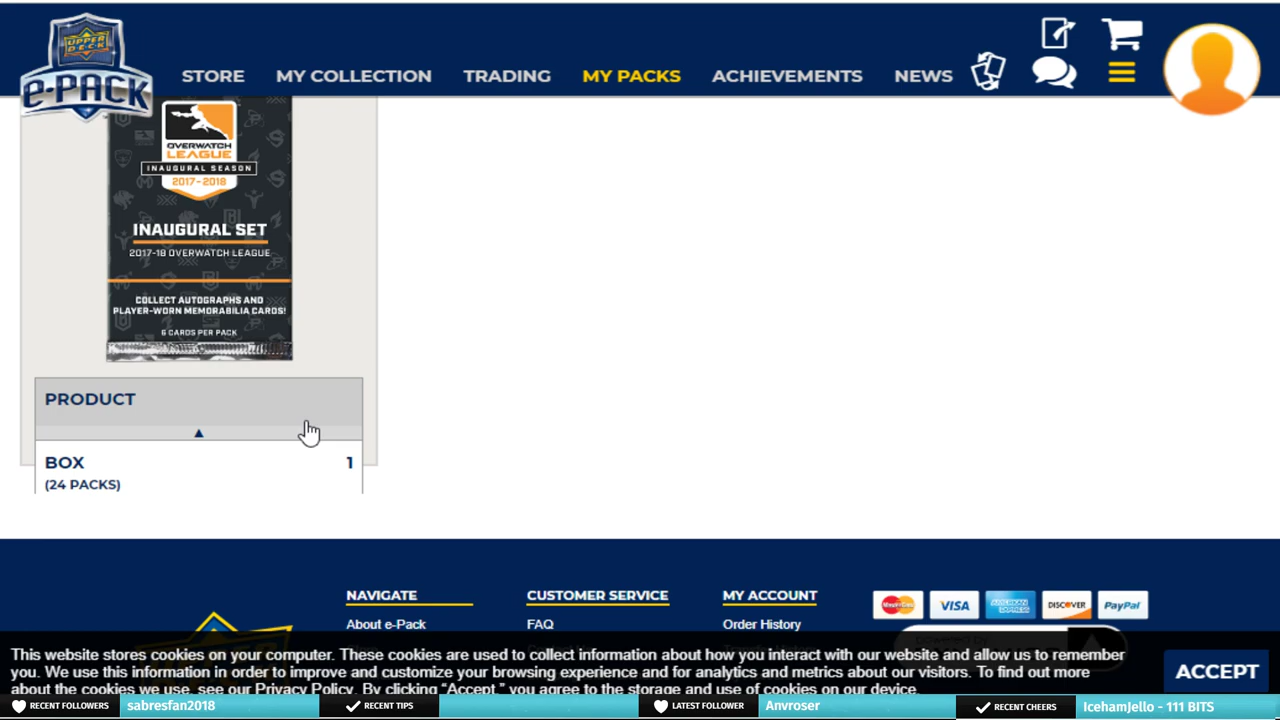 UPPER DECK
e-PACK
STORE
MY COLLECTION
TRADING
MY PACKS
ACHIEVEMENTS
NEWS
OVERWATCH
LEAGUE
INAUGURAL SEASON
2017-2018
INAUGURAL SET
2017-18 OVERWATCH LEAGUE
COLLECT AUTOGRAPHS AND
PLAYER-WORN MEMORABILIA CARDS!
6 CARDS PER PACK
PRODUCT
BOX 1
(24 PACKS)
NAVIGATE
CUSTOMER SERVICE
MY ACCOUNT
MasterCard
VISA
AMERICAN EXPRESS
DISCOVER
PayPal
About e-Pack
FAQ
Order History
This website stores cookies on your computer. These cookies are used to collect information about how you interact with our website and allow us to remember
you. We use this information in order to improve and customize your browsing experience and for analytics and metrics about our visitors. To find out more
about the cookies we use, see our Privacy Policy. By clicking "Accept," you agree to the storage and use of cookies on our device.
ACCEPT
RECENT FOLLOWERS
sabresfan2018
RECENT TIPS
LATEST FOLLOWER
Anvroser
RECENT CHEERS
IcehamJello - 111 BITS